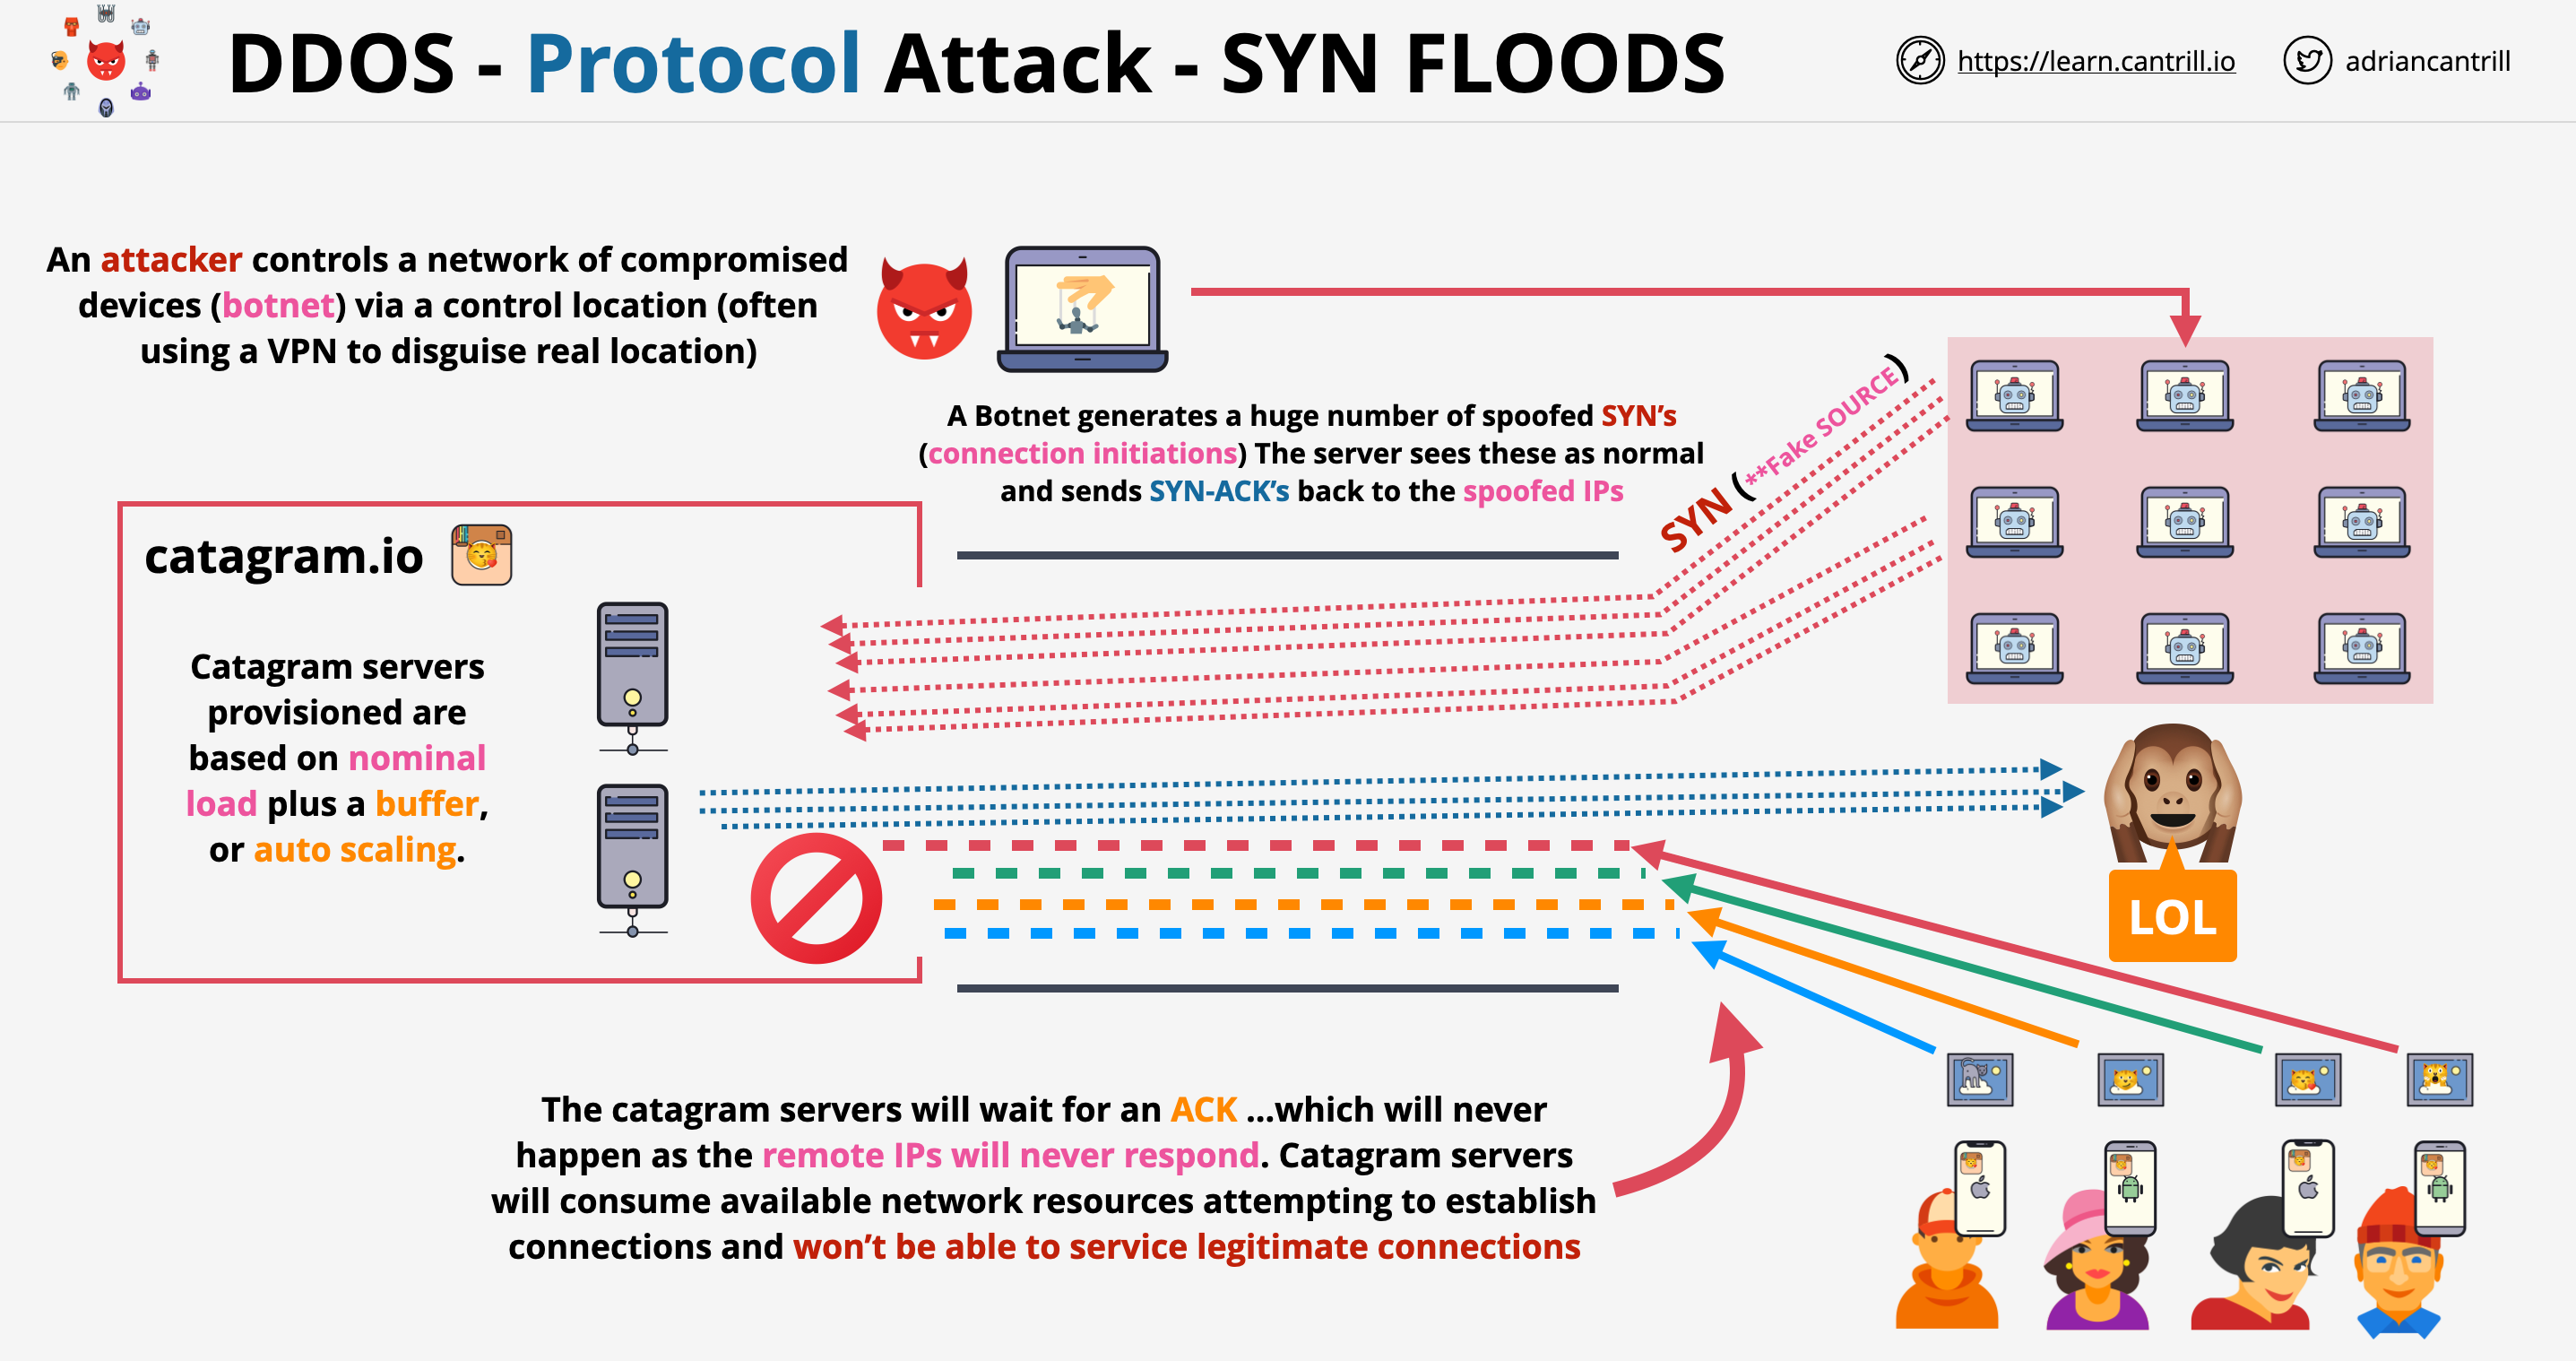 DDOS - Protocol Attack - SYN FLOODS
https://learn.cantrill.io
adriancantrill
An attacker controls a network of compromised
devices (botnet) via a control location (often
using a VPN to disguise real location)
A Botnet generates a huge number of spoofed SYN’s
(connection initiations) The server sees these as normal
and sends SYN-ACK’s back to the spoofed IPs
SYN (**Fake SOURCE)
catagram.io
Catagram servers
provisioned are
based on nominal
load plus a buffer,
or auto scaling.
LOL
The catagram servers will wait for an ACK ...which will never
happen as the remote IPs will never respond. Catagram servers
will consume available network resources attempting to establish
connections and won’t be able to service legitimate connections